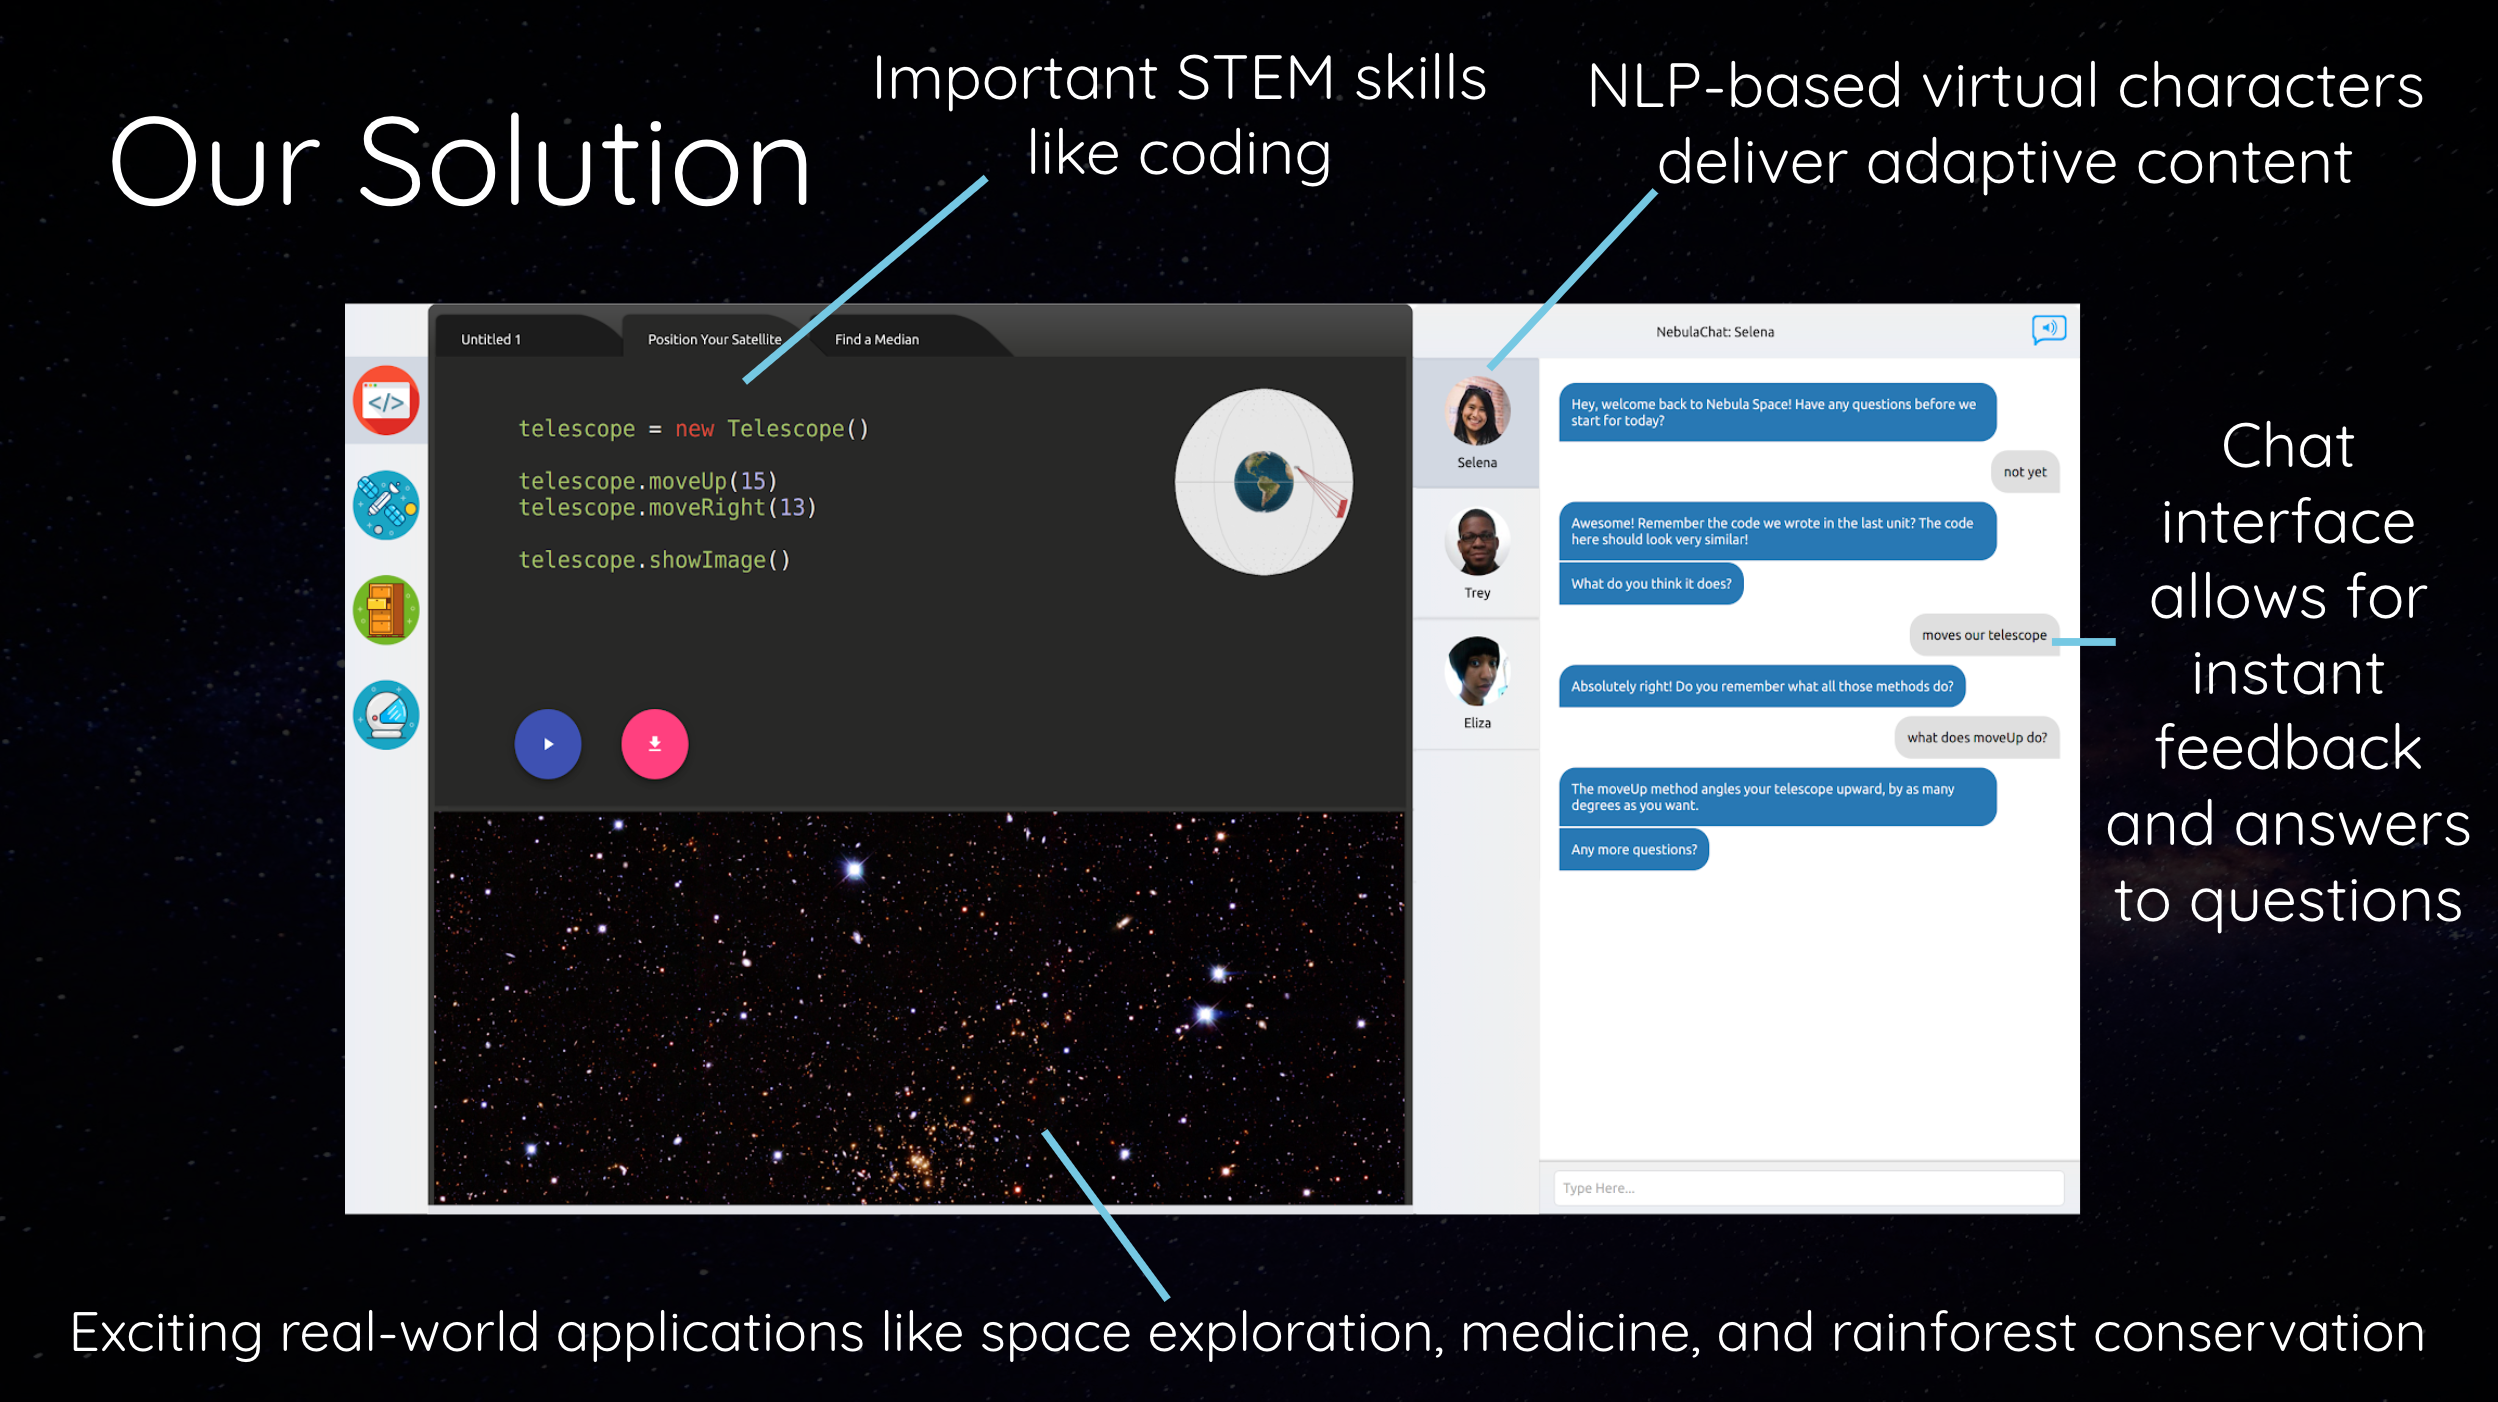 Our Solution
Important STEM skills
like coding
NLP-based virtual characters
deliver adaptive content
Untitled 1
Position Your Satellite
Find a Median
</>
telescope = new Telescope()
telescope.moveUp(15)
telescope.moveRight(13)
telescope.showImage()
Selena
Trey
Eliza
NebulaChat: Selena
Hey, welcome back to Nebula Space! Have any questions before we
start for today?
not yet
Awesome! Remember the code we wrote in the last unit? The code
here should look very similar!
What do you think it does?
moves our telescope
Absolutely right! Do you remember what all those methods do?
what does moveUp do?
The moveUp method angles your telescope upward, by as many
degrees as you want.
Any more questions?
Type Here...
Chat
interface
allows for
instant
feedback
and answers
to questions
Exciting real-world applications like space exploration, medicine, and rainforest conservation